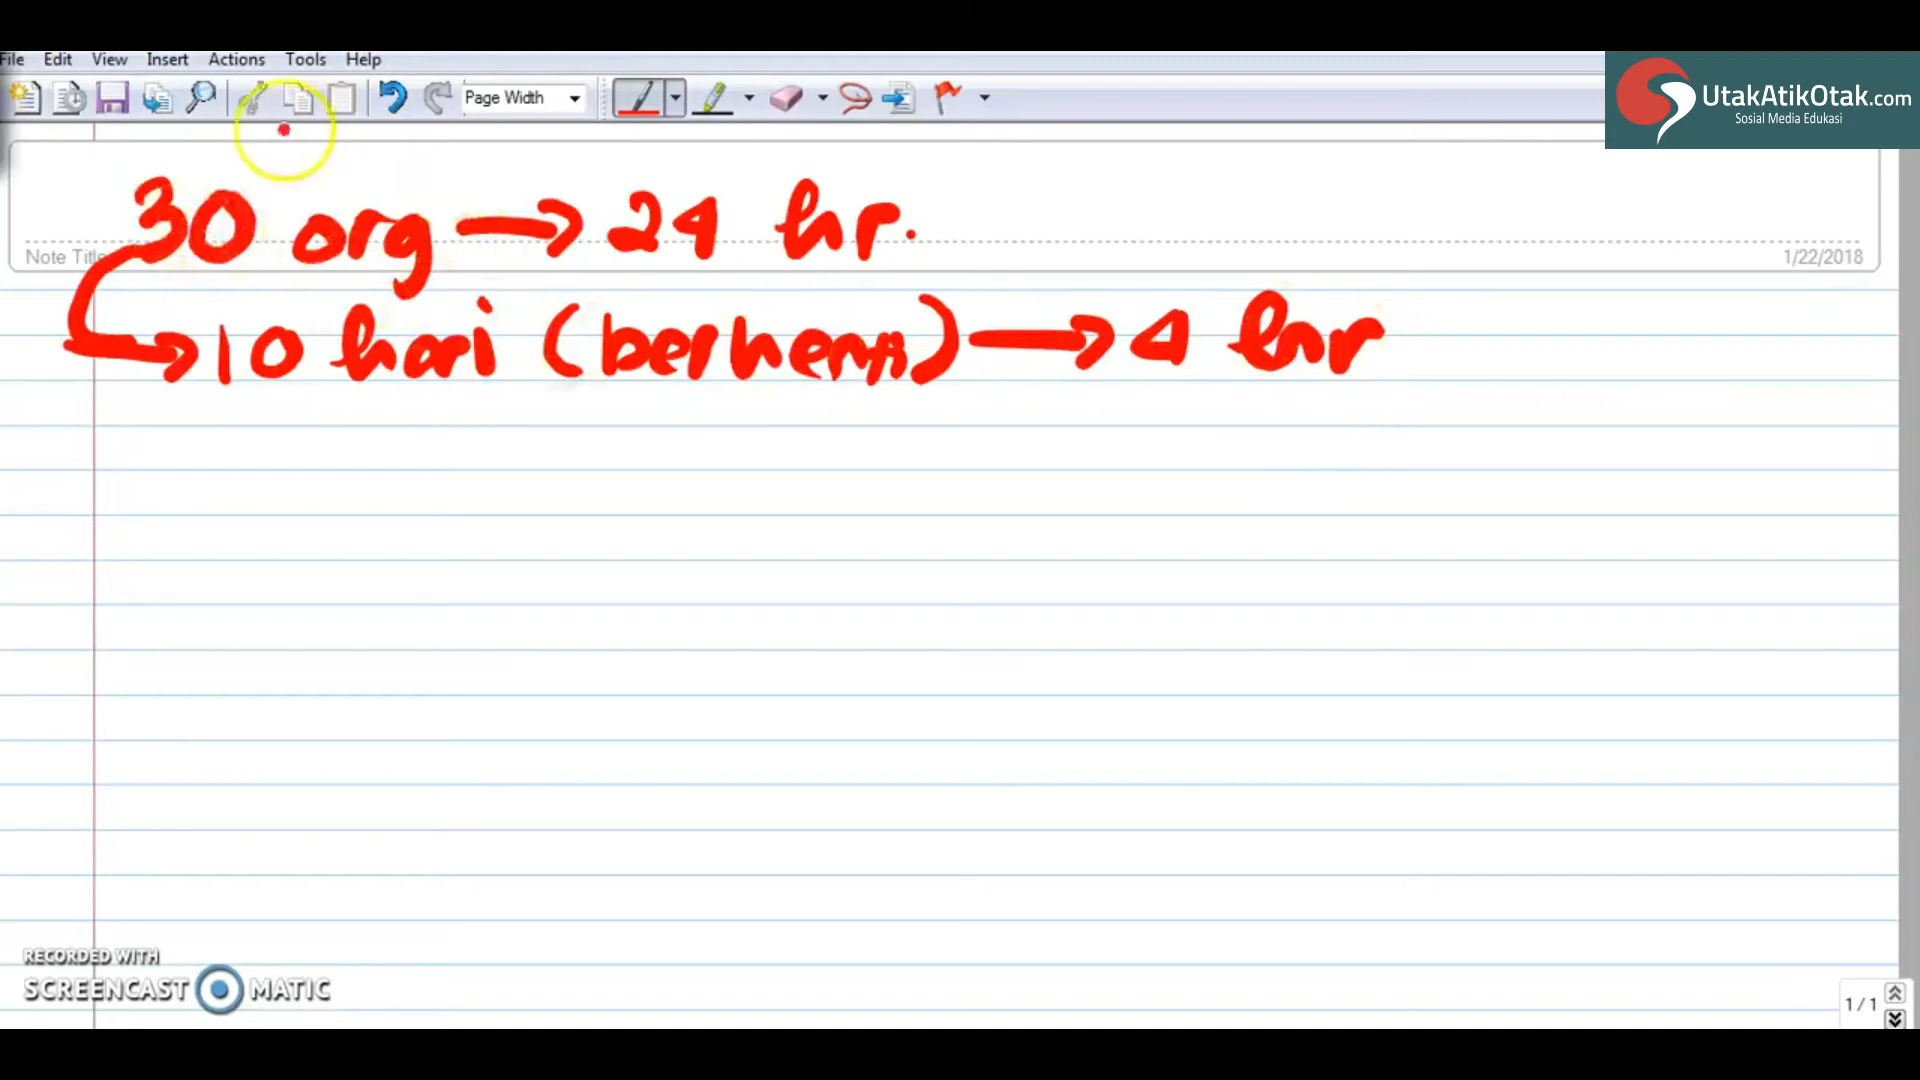 File Edit View Insert Actions Tools Help
Page Width
UtakAtikOtak.com
Sosial Media Edukasi
30 org → 24 hr.
Note Title
1/22/2018
10 hari (berhenti) → 4 hr
RECORDED WITH
SCREENCAST MATIC
1 / 1